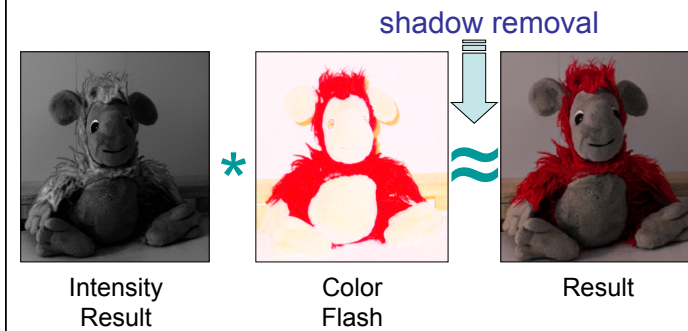 shadow removal
*
≈
Intensity
Result
Color
Flash
Result